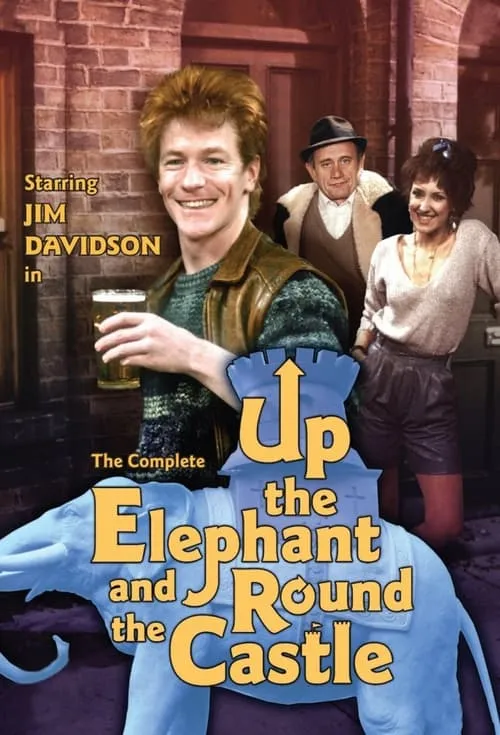 Starring
JIM
DAVIDSON
in
The Complete
Up
the
Elephant
and Round
the Castle